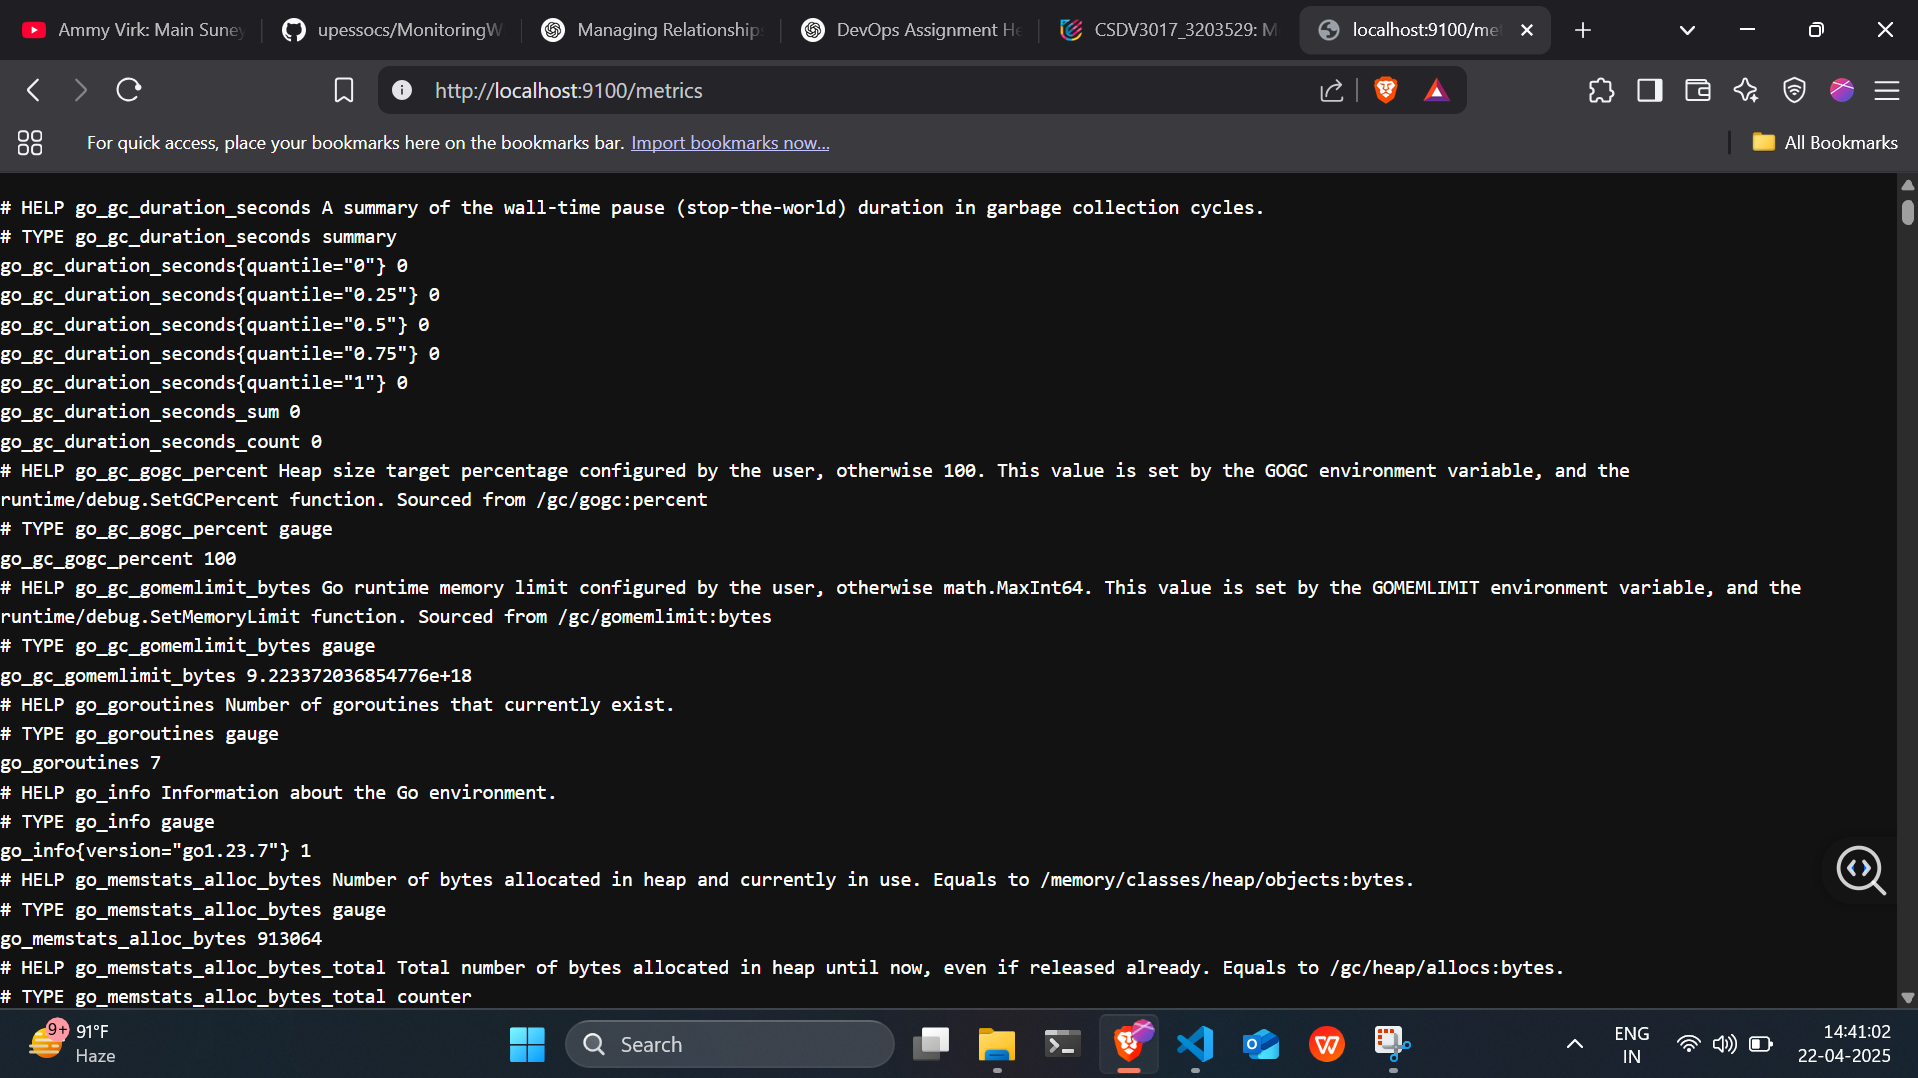 Ammy Virk: Main Suney
upessocs/MonitoringW
Managing Relationships
DevOps Assignment He
CSDV3017_3203529: M
localhost:9100/met
http://localhost:9100/metrics
For quick access, place your bookmarks here on the bookmarks bar. Import bookmarks now...
All Bookmarks
# HELP go_gc_duration_seconds A summary of the wall-time pause (stop-the-world) duration in garbage collection cycles.
# TYPE go_gc_duration_seconds summary
go_gc_duration_seconds{quantile="0"} 0
go_gc_duration_seconds{quantile="0.25"} 0
go_gc_duration_seconds{quantile="0.5"} 0
go_gc_duration_seconds{quantile="0.75"} 0
go_gc_duration_seconds{quantile="1"} 0
go_gc_duration_seconds_sum 0
go_gc_duration_seconds_count 0
# HELP go_gc_gogc_percent Heap size target percentage configured by the user, otherwise 100. This value is set by the GOGC environment variable, and the
runtime/debug.SetGCPercent function. Sourced from /gc/gogc:percent
# TYPE go_gc_gogc_percent gauge
go_gc_gogc_percent 100
# HELP go_gc_gomemlimit_bytes Go runtime memory limit configured by the user, otherwise math.MaxInt64. This value is set by the GOMEMLIMIT environment variable, and the
runtime/debug.SetMemoryLimit function. Sourced from /gc/gomemlimit:bytes
# TYPE go_gc_gomemlimit_bytes gauge
go_gc_gomemlimit_bytes 9.223372036854776e+18
# HELP go_goroutines Number of goroutines that currently exist.
# TYPE go_goroutines gauge
go_goroutines 7
# HELP go_info Information about the Go environment.
# TYPE go_info gauge
go_info{version="go1.23.7"} 1
# HELP go_memstats_alloc_bytes Number of bytes allocated in heap and currently in use. Equals to /memory/classes/heap/objects:bytes.
# TYPE go_memstats_alloc_bytes gauge
go_memstats_alloc_bytes 913064
# HELP go_memstats_alloc_bytes_total Total number of bytes allocated in heap until now, even if released already. Equals to /gc/heap/allocs:bytes.
# TYPE go_memstats_alloc_bytes_total counter
9+
91°F
Haze
Search
ENG
IN
14:41:02
22-04-2025